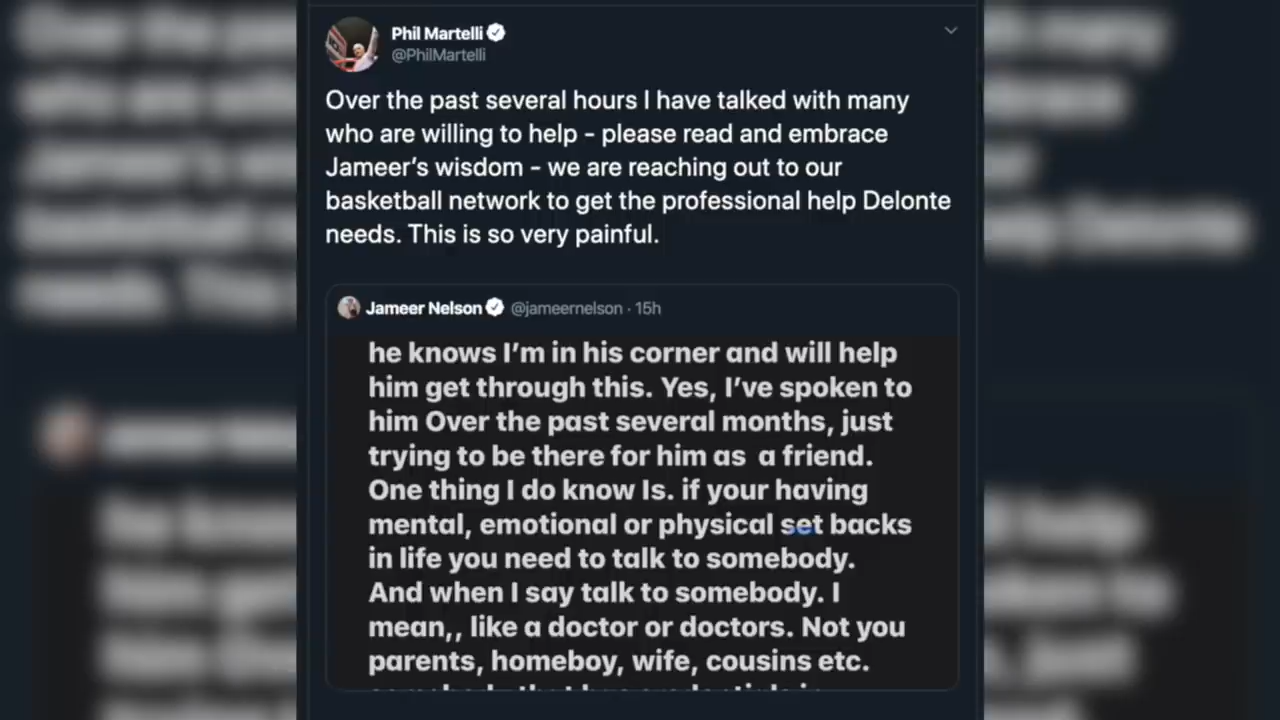 Phil Martelli
@PhilMartelli
Over the past several hours I have talked with many
who are willing to help - please read and embrace
Jameer's wisdom - we are reaching out to our
basketball network to get the professional help Delonte
needs. This is so very painful.
Jameer Nelson @jameernelson · 15h
he knows I'm in his corner and will help
him get through this. Yes, I've spoken to
him Over the past several months, just
trying to be there for him as a friend.
One thing I do know Is. if your having
mental, emotional or physical set backs
in life you need to talk to somebody.
And when I say talk to somebody. I
mean,, like a doctor or doctors. Not you
parents, homeboy, wife, cousins etc.